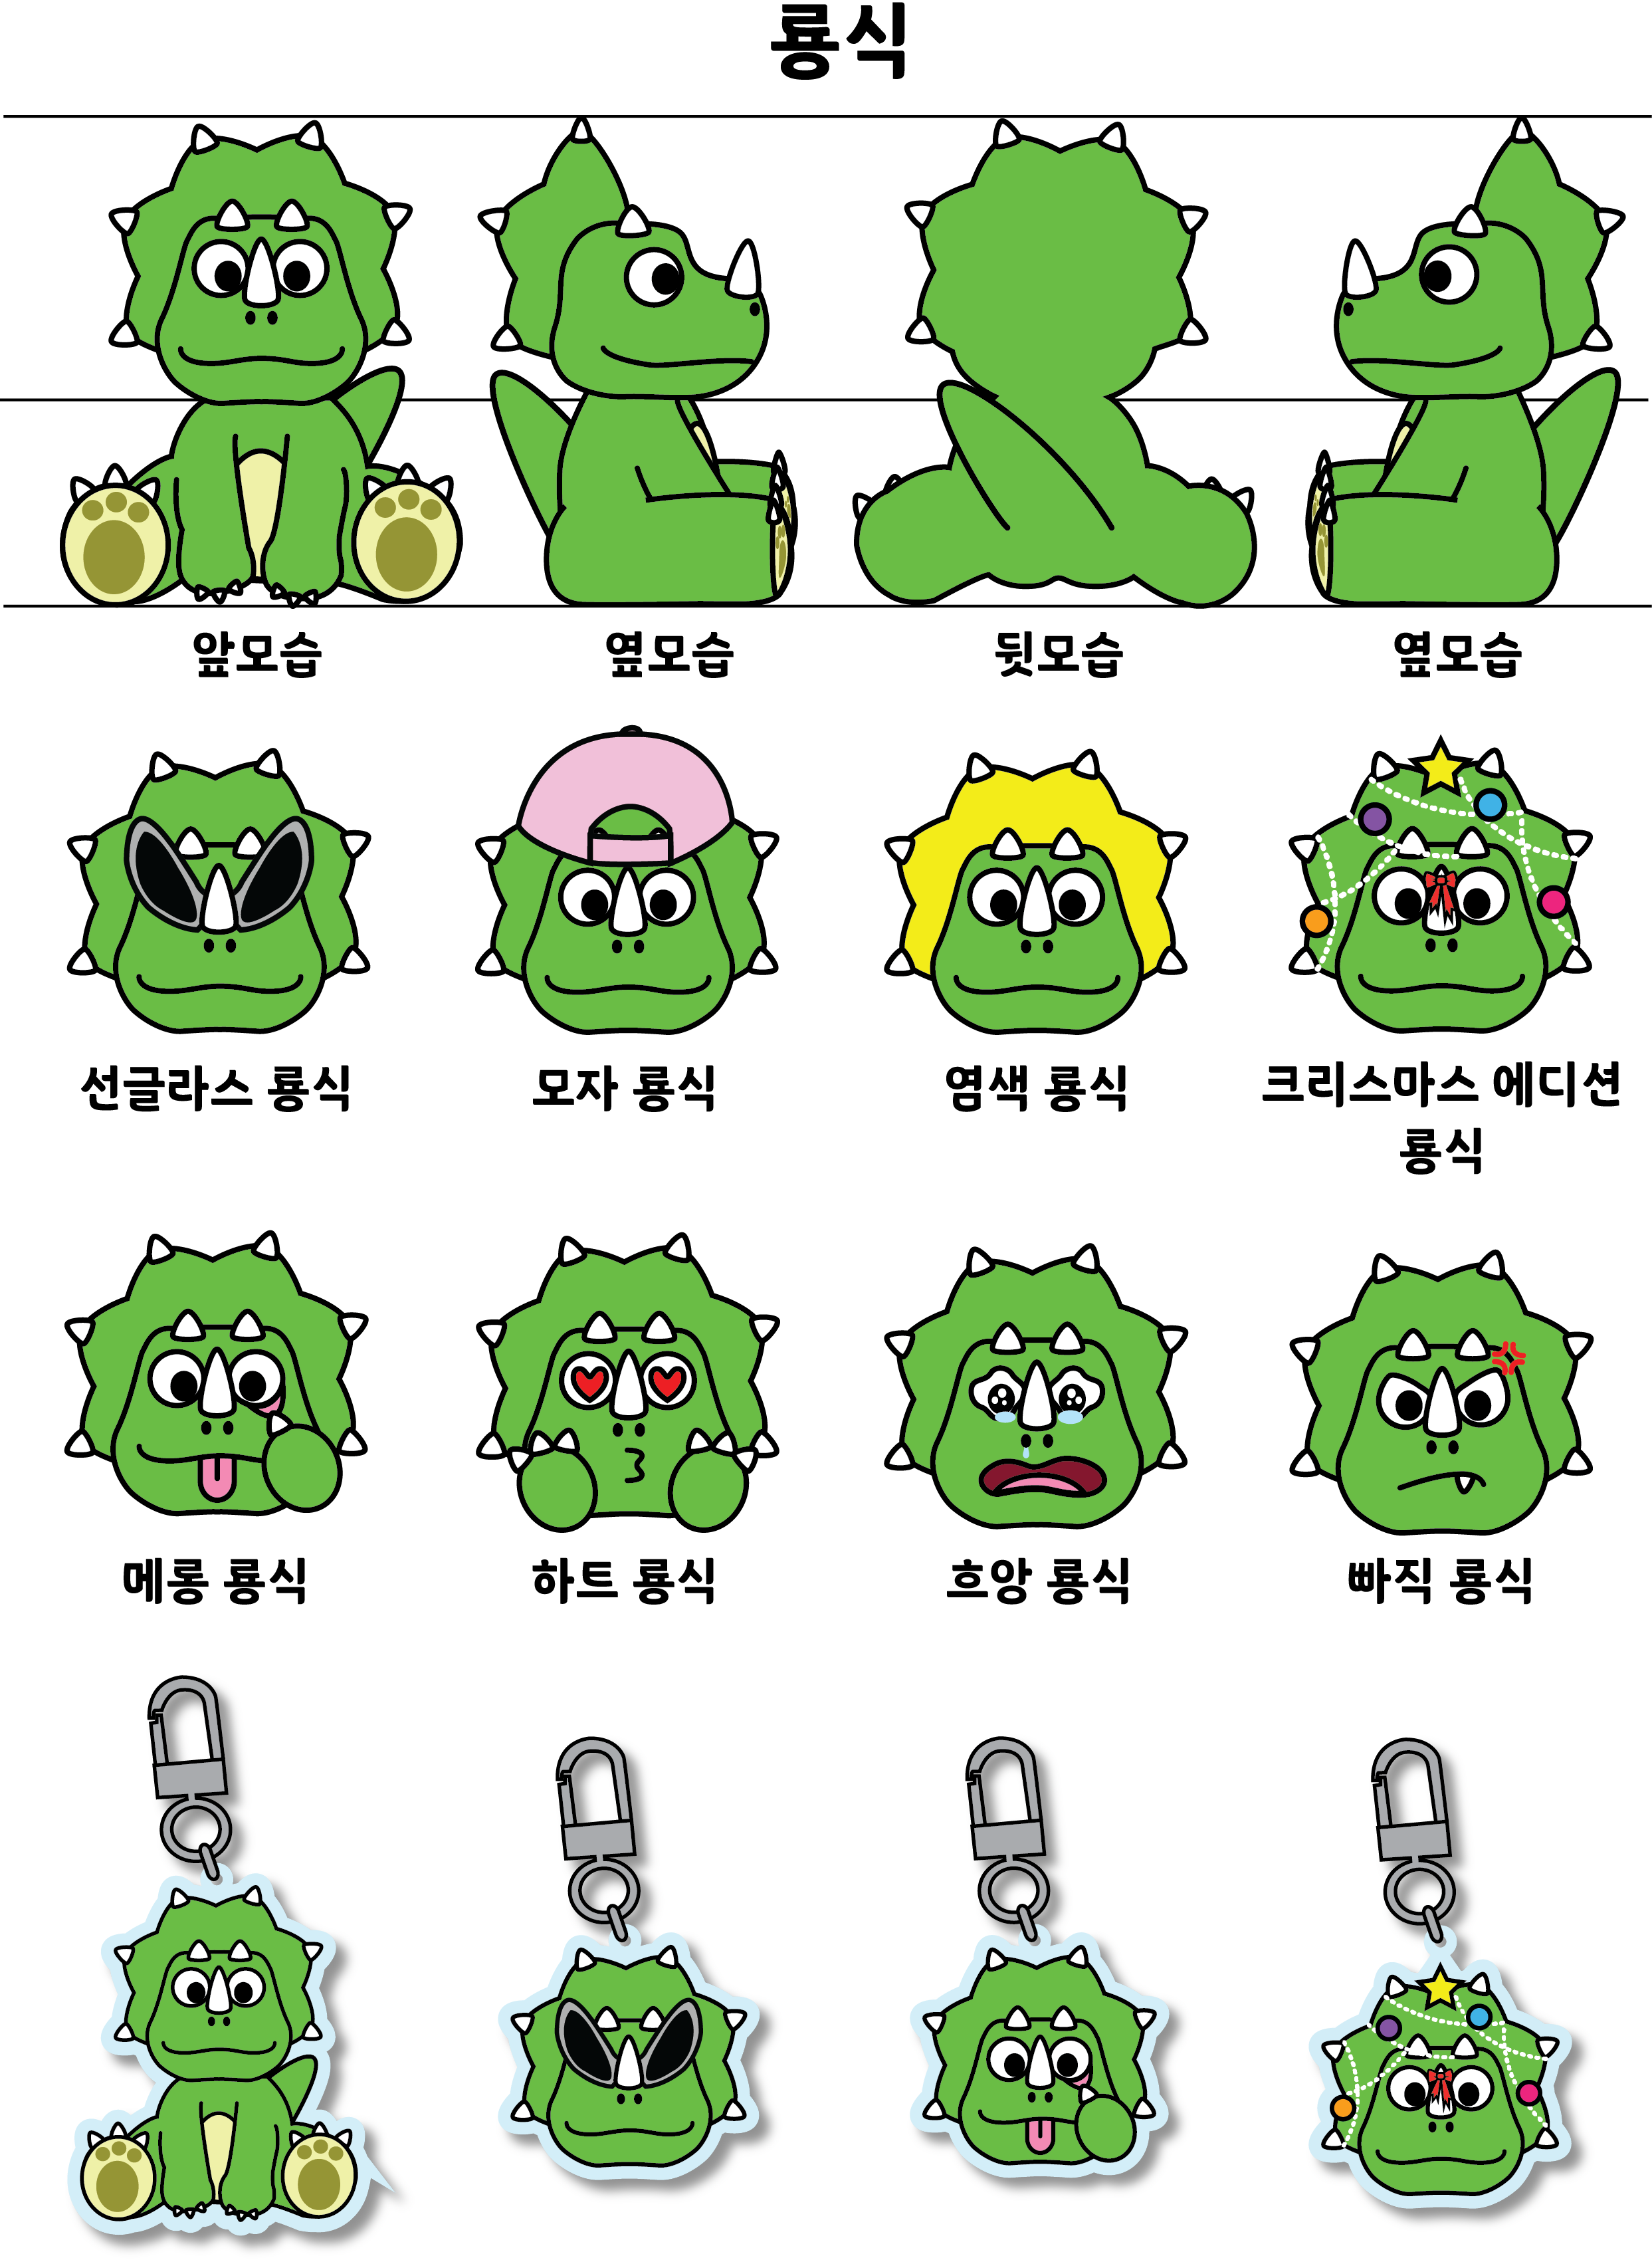 룡식
앞모습
옆모습
뒷모습
옆모습
선글라스 룡식
모자 룡식
염색 룡식
크리스마스 에디션
룡식
메롱 룡식
하트 룡식
흐앙 룡식
빠직 룡식